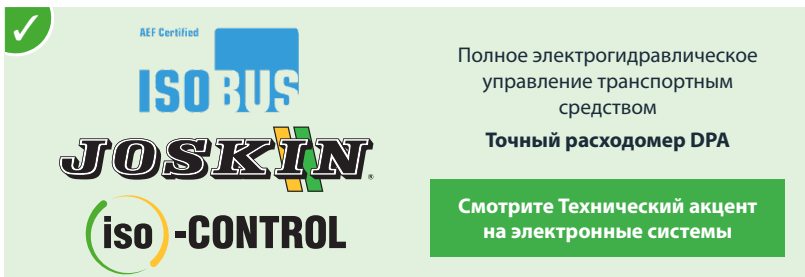 AEF Certified
ISOBUS
JOSKIN
iso-CONTROL
Полное электрогидравлическое
управление транспортным
средством
Точный расходомер DPA
Смотрите Технический акцент
на электронные системы